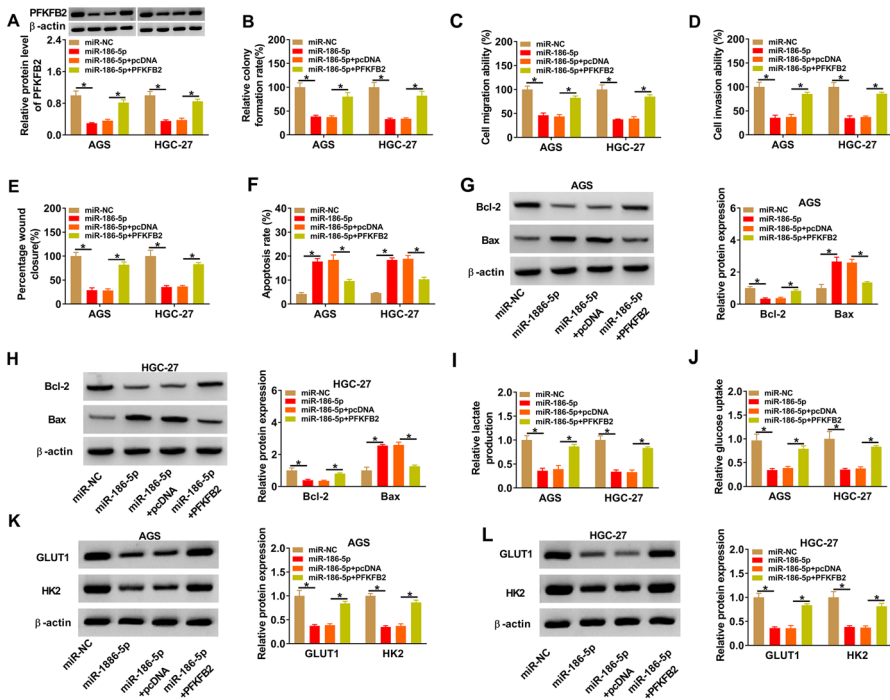 A
PFKFB2
β-actin
Relative protein level
of PFKFB2
2.4
1.8
1.2
0.6
0.0
miR-NC
miR-186-5p
miR-186-5p+pcDNA
miR-186-5p+PFKFB2
* * * *
AGS HGC-27
B
Relative colony
formation rate(%)
200
150
100
50
0
miR-NC
miR-186-5p
miR-186-5p+pcDNA
miR-186-5p+PFKFB2
* * * *
AGS HGC-27
C
Cell migration ability (%)
200
150
100
50
0
miR-NC
miR-186-5p
miR-186-5p+pcDNA
miR-186-5p+PFKFB2
* * * *
AGS HGC-27
D
Cell invasion ability (%)
200
150
100
50
0
miR-NC
miR-186-5p
miR-186-5p+pcDNA
miR-186-5p+PFKFB2
* * * *
AGS HGC-27
E
Percentage wound
closure(%)
200
150
100
50
0
miR-NC
miR-186-5p
miR-186-5p+pcDNA
miR-186-5p+PFKFB2
* * * *
AGS HGC-27
F
Apoptosis rate (%)
40
30
20
10
0
miR-NC
miR-186-5p
miR-186-5p+pcDNA
miR-186-5p+PFKFB2
* * * *
AGS HGC-27
G
AGS
Bcl-2
Bax
β-actin
miR-NC
miR-1886-5p
miR-186-5p
+pcDNA
miR-186-5p
+PFKFB2
AGS
Relative protein expression
6
4
2
0
miR-NC
miR-186-5p
miR-186-5p+pcDNA
miR-186-5p+PFKFB2
* * * *
Bcl-2 Bax
H
HGC-27
Bcl-2
Bax
β-actin
miR-NC
miR-186-5p
miR-186-5p
+pcDNA
miR-186-5p
+PFKFB2
HGC-27
Relative protein expression
6
4
2
0
miR-NC
miR-186-5p
miR-186-5p+pcDNA
miR-186-5p+PFKFB2
* * * *
Bcl-2 Bax
I
Relative lactate
production
2.0
1.5
1.0
0.5
0.0
miR-NC
miR-186-5p
miR-186-5p+pcDNA
miR-186-5p+PFKFB2
* * * *
AGS HGC-27
J
Relative glucose uptake
2.0
1.5
1.0
0.5
0.0
miR-NC
miR-186-5p
miR-186-5p+pcDNA
miR-186-5p+PFKFB2
* * * *
AGS HGC-27
K
AGS
GLUT1
HK2
β-actin
miR-NC
miR-1886-5p
miR-186-5p
+pcDNA
miR-186-5p
+PFKFB2
AGS
Relative protein expression
2.0
1.5
1.0
0.5
0.0
miR-NC
miR-186-5p
miR-186-5p+pcDNA
miR-186-5p+PFKFB2
* * * *
GLUT1 HK2
L
HGC-27
GLUT1
HK2
β-actin
miR-NC
miR-186-5p
miR-186-5p
+pcDNA
miR-186-5p
+PFKFB2
HGC-27
Relative protein expression
2.0
1.5
1.0
0.5
0.0
miR-NC
miR-186-5p
miR-186-5p+pcDNA
miR-186-5p+PFKFB2
* * * *
GLUT1 HK2